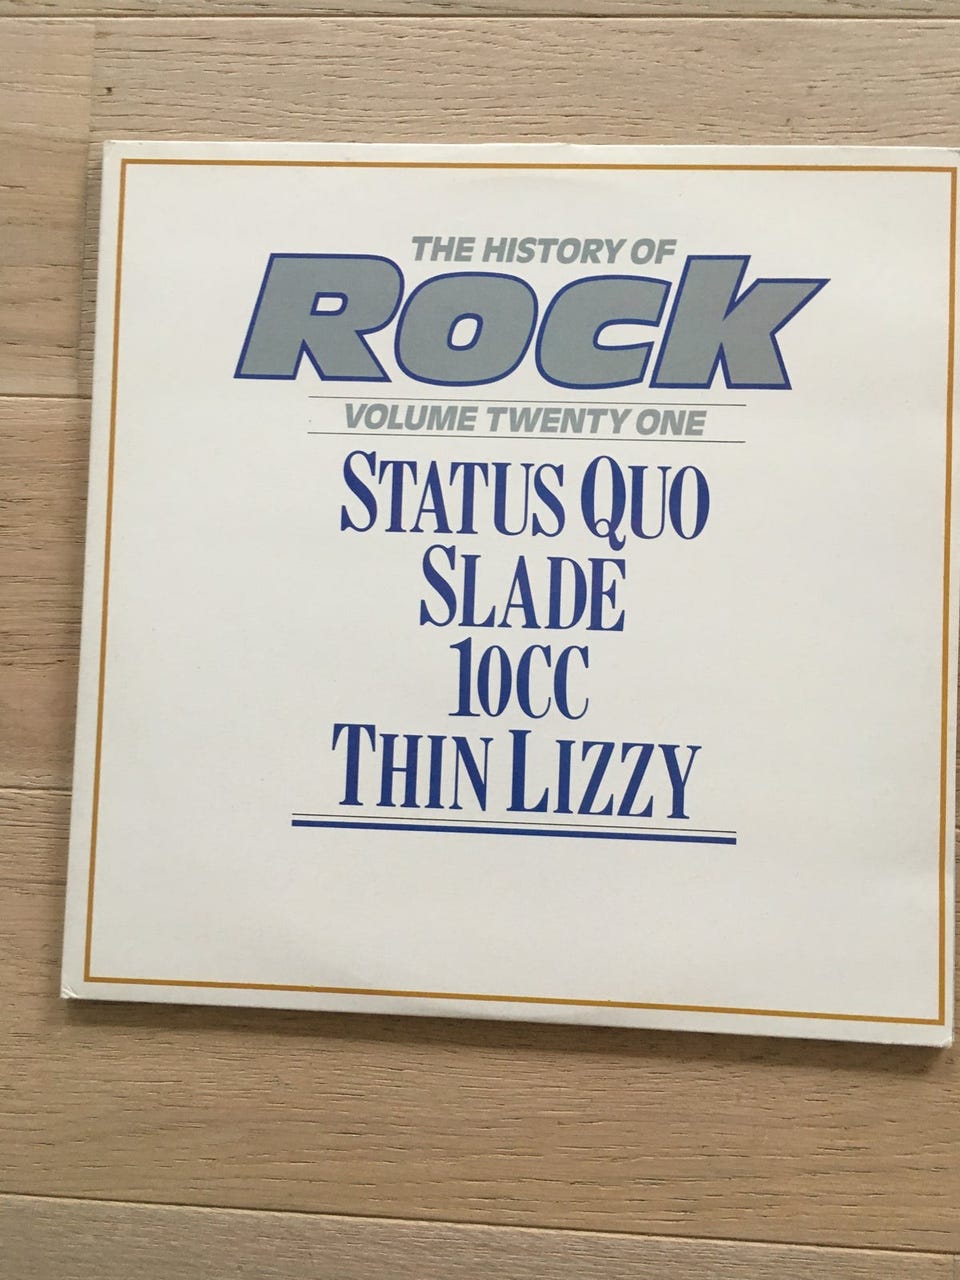 THE HISTORY OF
ROCK
VOLUME TWENTY ONE
STATUS QUO
SLADE
10CC
THIN LIZZY